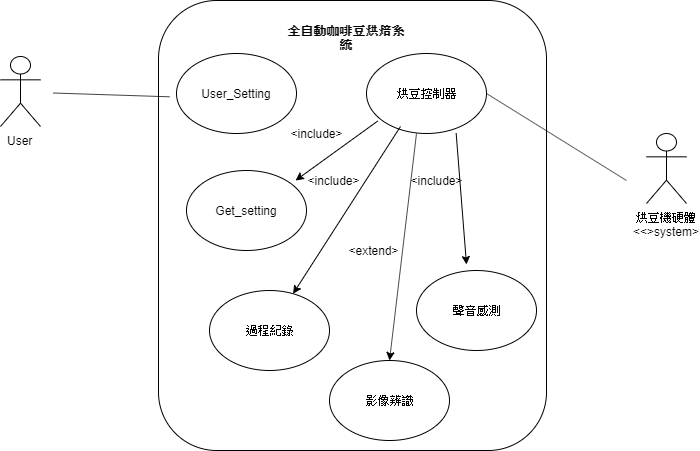 全自動咖啡豆烘焙系
統
User_Setting
烘豆控制器
User
<include>
Get_setting
<include>
<include>
烘豆機硬體
<<>system>
<extend>
過程紀錄
聲音感測
影像辨識